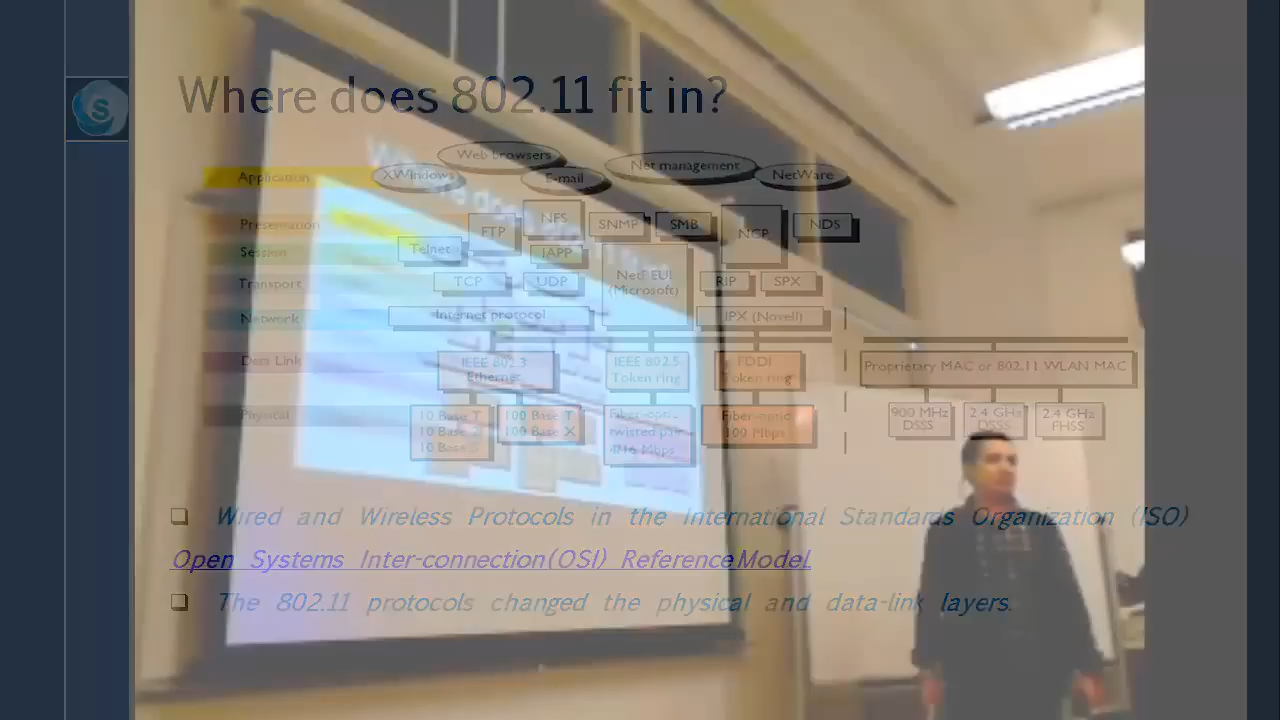 S
Where does 802.11 fit in?
Web browsers
Net management
XWindows
E-mail
NetWare
Application
Presentation
FTP
NFS
SNMP
SMB
NCP
NDS
Session
Telnet
IAPP
Transport
TCP
UDP
NetBEUI
(Microsoft)
RIP
SPX
Network
Internet protocol
IPX (Novell)
Data Link
IEEE 802.3
Ethernet
IEEE 802.5
Token ring
FDDI
Token ring
Proprietary MAC or 802.11 WLAN MAC
Physical
10 Base T
10 Base 2
10 Base 5
100 Base T
100 Base X
Fiber-optic
twisted pair
4/16 Mbps
Fiber-optic
100 Mbps
900 MHz
DSSS
2.4 GHz
DSSS
2.4 GHz
FHSS
❑ Wired and Wireless Protocols in the International Standards Organization (ISO)
Open Systems Inter-connection(OSI) Reference Model.
❑ The 802.11 protocols changed the physical and data-link layers.